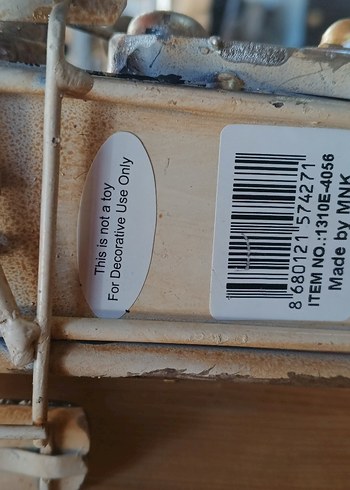 This is not a toy
For Decorative Use Only
8 680121 574271
ITEM NO.:1310E-4056
Made by MNK